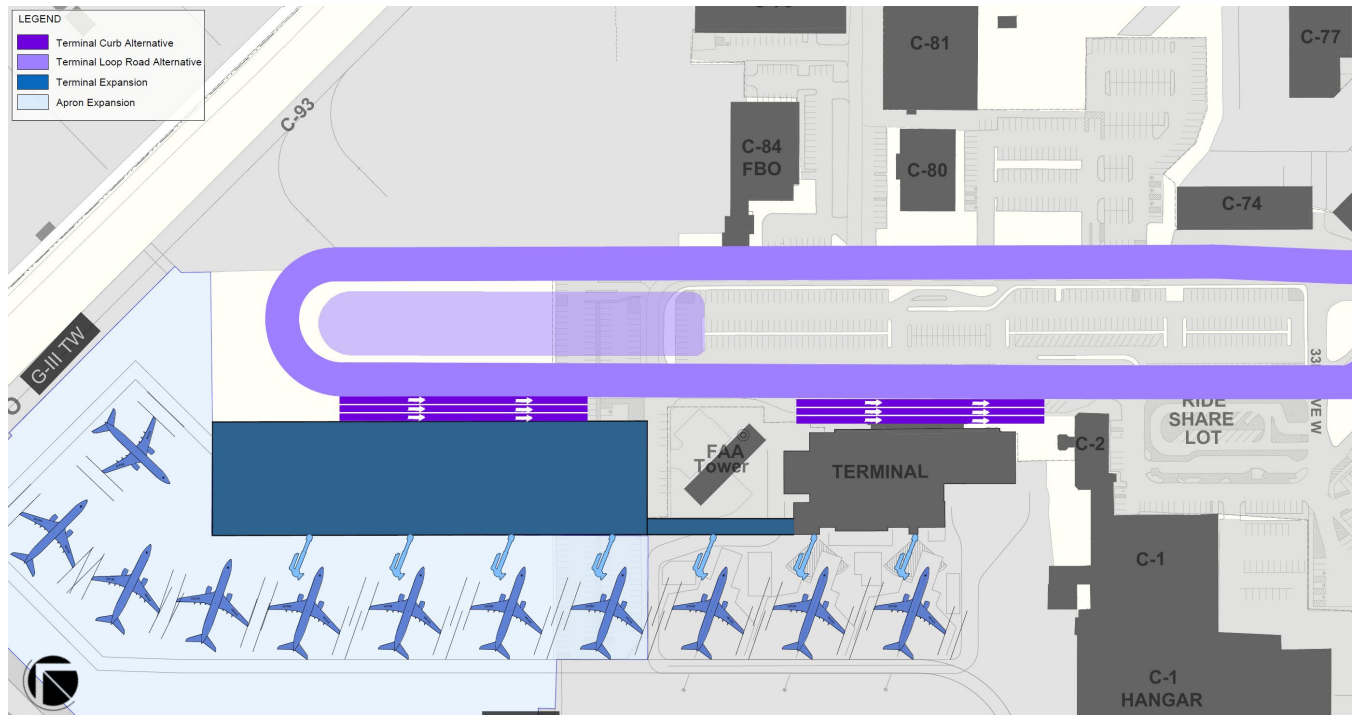 LEGEND
Terminal Curb Alternative
Terminal Loop Road Alternative
Terminal Expansion
Apron Expansion
C-81
C-77
C-93
C-84
FBO
C-80
C-74
G-III TW
RIDE
SHARE
LOT
FAA
Tower
TERMINAL
C-2
C-1
C-1
HANGAR